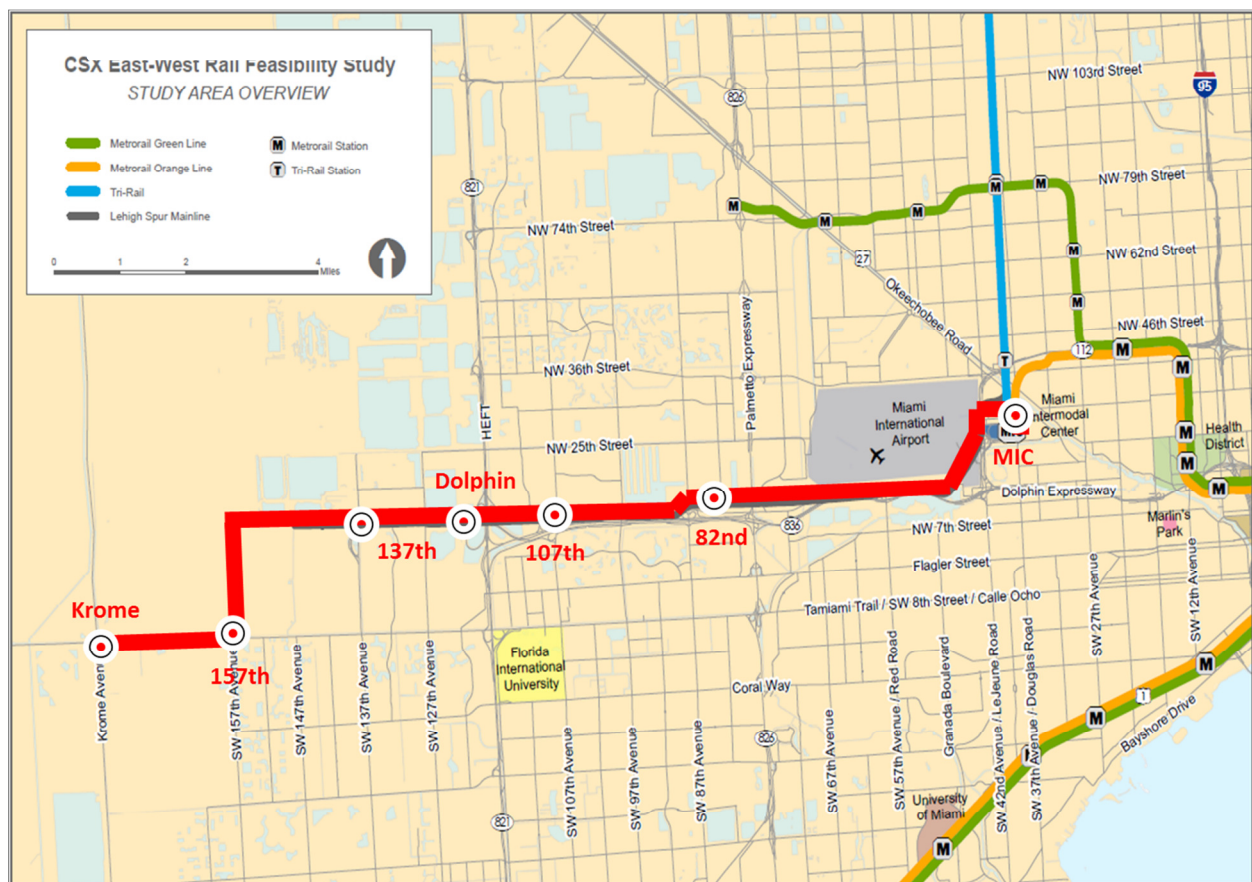 CSX East-West Rail Feasibility Study
STUDY AREA OVERVIEW
Metrorail Green Line
Metrorail Orange Line
Tri-Rail
Lehigh Spur Mainline
M Metrorail Station
T Tri-Rail Station
0 1 2 4
Miles
NW 103rd Street
826
95
821
NW 79th Street
NW 74th Street
M
M
M
M
M
27
NW 62nd Street
M
M
Okeechobee Road
NW 46th Street
112
M
M
T
NW 36th Street
Palmetto Expressway
HEFT
Miami
International
Airport
Miami
Intermodal
Center
MIC
NW 25th Street
Health
District
M
M
M
Dolphin
Dolphin Expressway
137th
107th
82nd
836
NW 7th Street
Marlin's
Park
Flagler Street
Tamiami Trail / SW 8th Street / Calle Ocho
Krome
157th
Florida
International
University
Coral Way
M
1
M
M
Bayshore Drive
826
821
Krome Avenue
SW 157th Avenue
SW 147th Avenue
SW 137th Avenue
SW 127th Avenue
SW 107th Avenue
SW 97th Avenue
SW 87th Avenue
SW 67th Avenue
SW 57th Avenue / Red Road
Granada Boulevard
SW 42nd Avenue / LeJeune Road
SW 37th Avenue / Douglas Road
SW 27th Avenue
SW 12th Avenue
University
of Miami
M